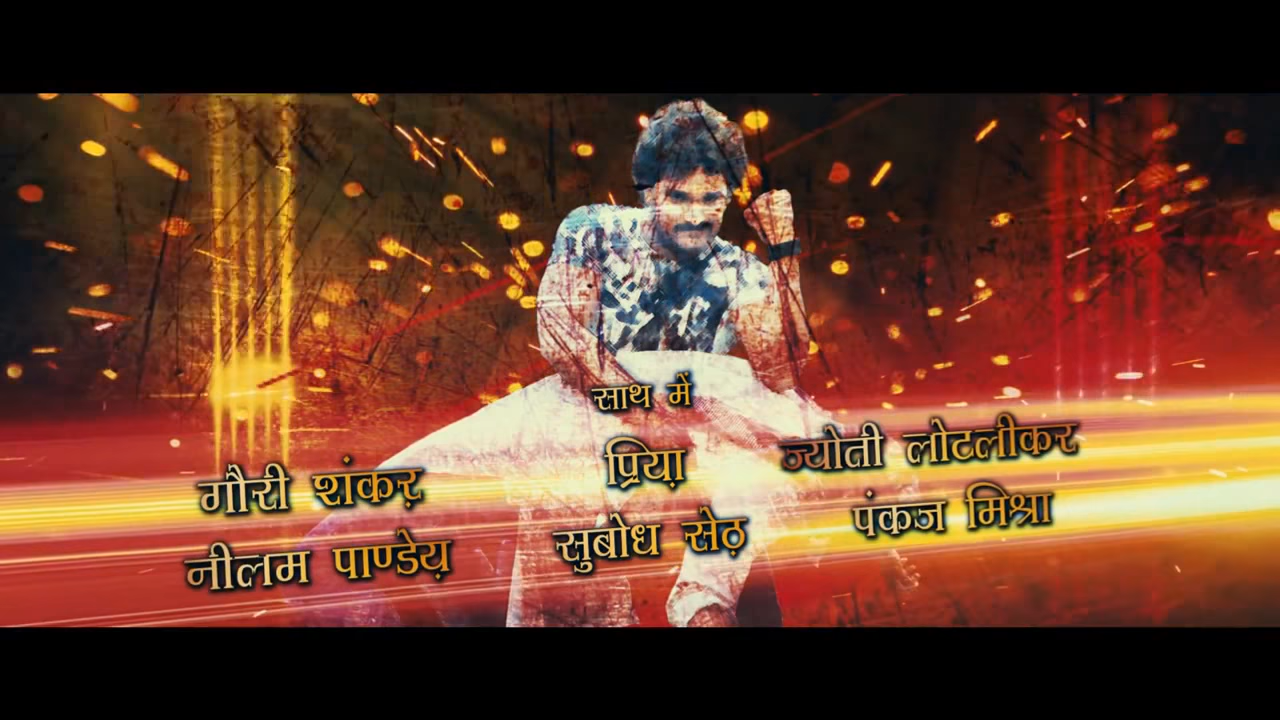 साथ में
गौरी शंकर
प्रिया
ज्योती लोटलीकर
नीलम पाण्डेय
सुबोध सेठ
पंकज मिश्रा